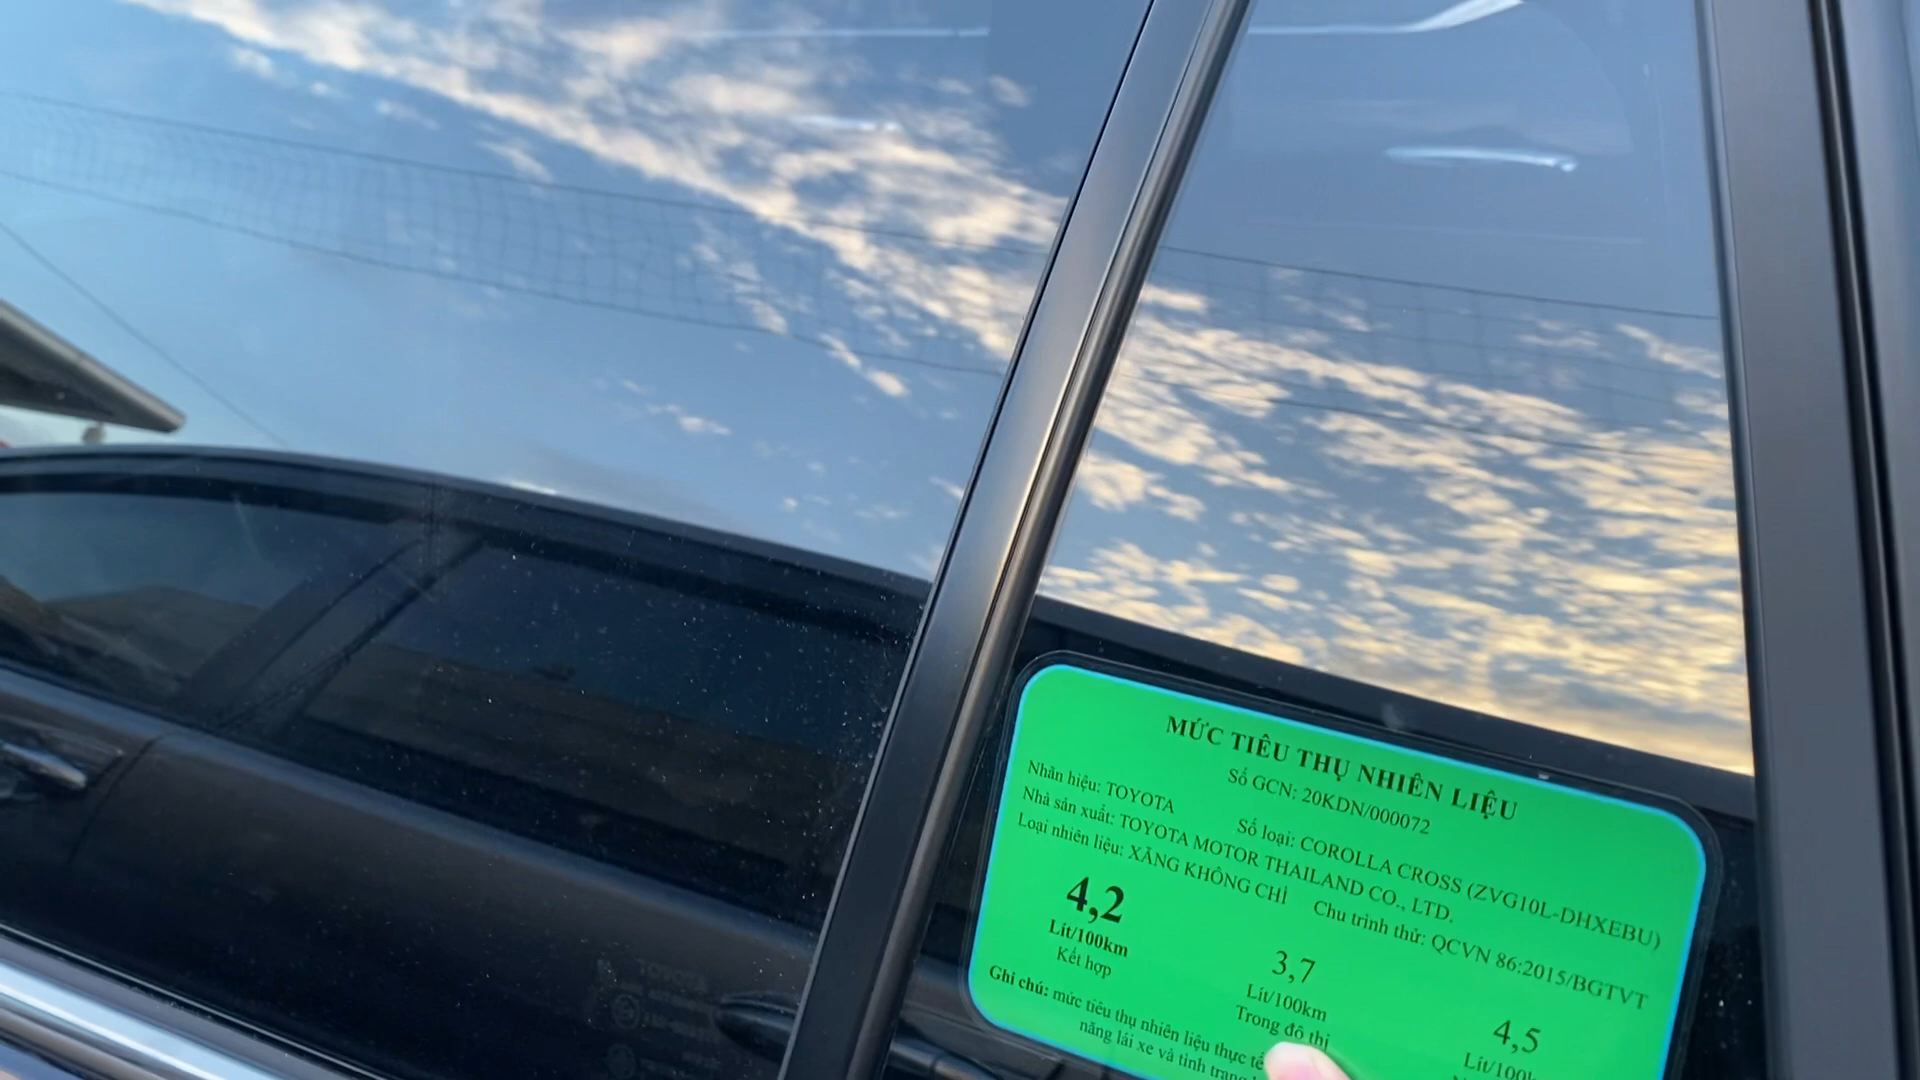 MỨC TIÊU THỤ NHIÊN LIỆU
Số GCN: 20KDN/000072
Nhãn hiệu: TOYOTA Số loại: COROLLA CROSS (ZVG10L-DHXEBU)
Nhà sản xuất: TOYOTA MOTOR THAILAND CO., LTD.
Loại nhiên liệu: XĂNG KHÔNG CHÌ Chu trình thử: QCVN 86:2015/BGTVT
4,2 3,7 4,5
Lít/100km Lít/100km Lít/100k
Kết hợp Trong đô thị
Ghi chú: mức tiêu thụ nhiên liệu thực tế
năng lái xe và tình trạng